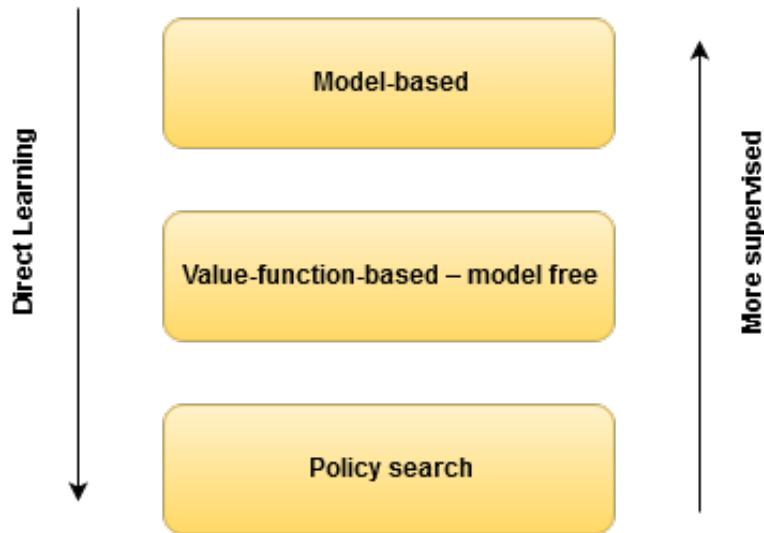 Model-based
Direct Learning
More supervised
Value-function-based – model free
Policy search